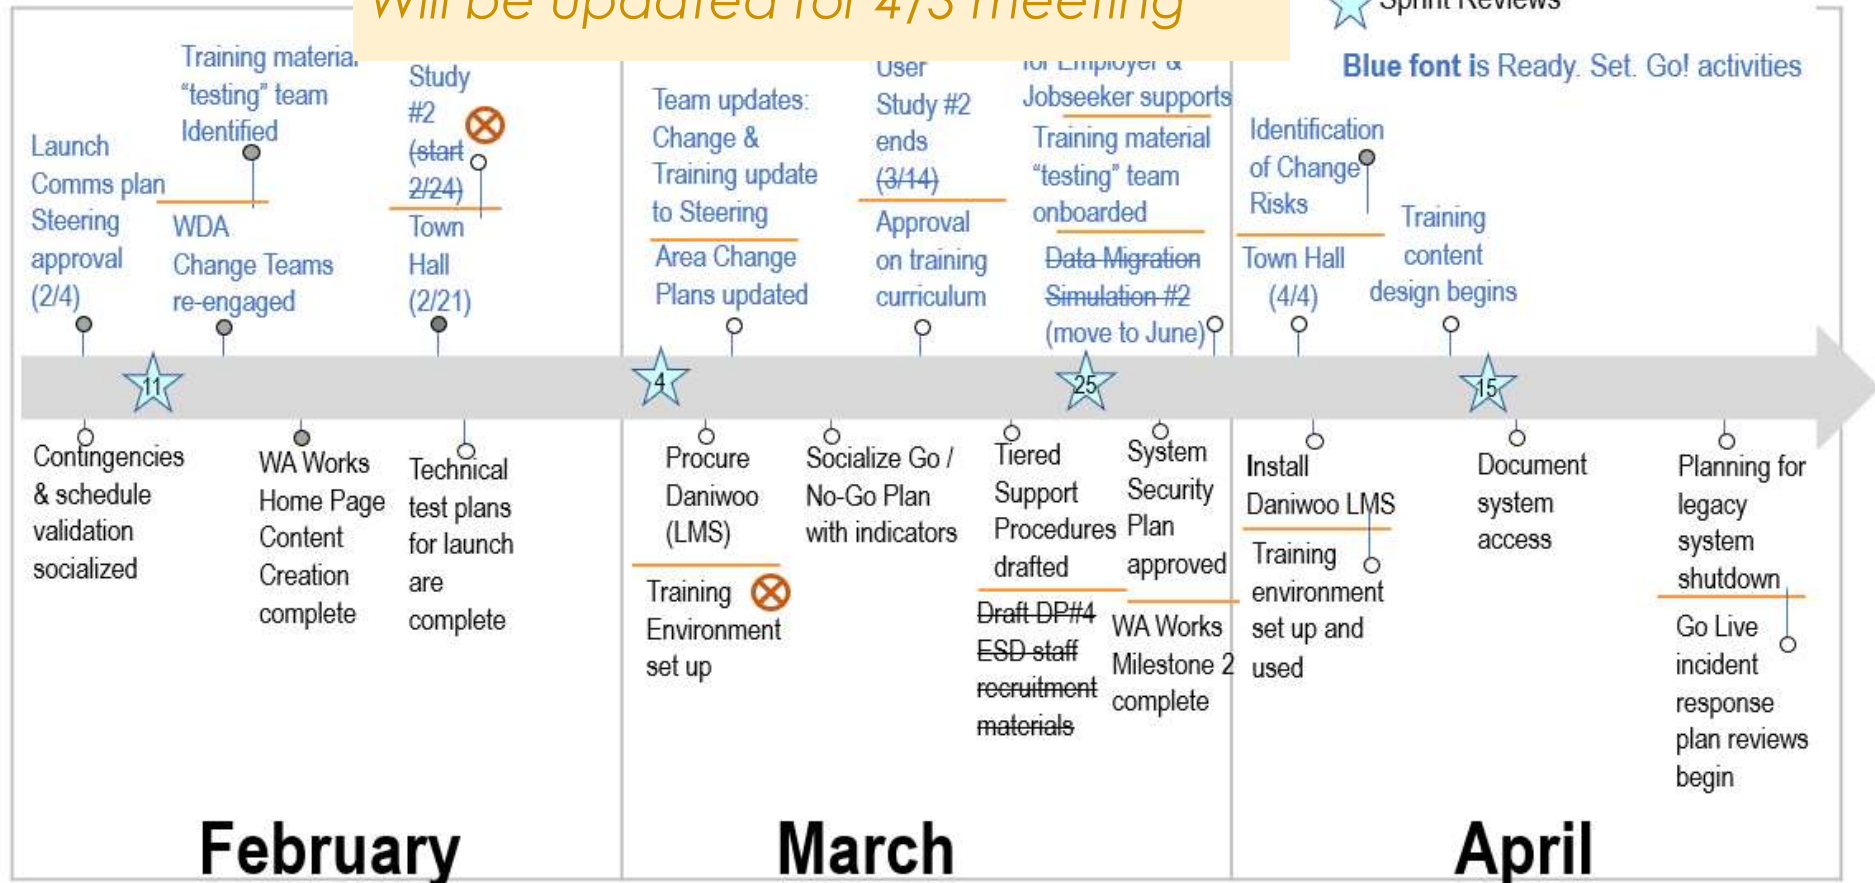 Will be updated for 4/3 meeting
Sprint Reviews
Blue font is Ready. Set. Go! activities
Launch
Comms plan
Steering
approval
(2/4)
Training material
“testing” team
Identified
WDA
Change Teams
re-engaged
Study
#2
(start
2/24)
Town
Hall
(2/21)
Team updates:
Change &
Training update
to Steering
Area Change
Plans updated
User
Study #2
ends
(3/14)
Approval
on training
curriculum
for Employer &
Jobseeker supports
Training material
“testing” team
onboarded
Data Migration
Simulation #2
(move to June)
Identification
of Change
Risks
Town Hall
(4/4)
Training
content
design begins
11
4
25
15
Contingencies
& schedule
validation
socialized
WA Works
Home Page
Content
Creation
complete
Technical
test plans
for launch
are
complete
Procure
Daniwoo
(LMS)
Training
Environment
set up
Socialize Go /
No-Go Plan
with indicators
Tiered
Support
Procedures
drafted
Draft DP#4
ESD staff
recruitment
materials
System
Security
Plan
approved
WA Works
Milestone 2
complete
Install
Daniwoo LMS
Training
environment
set up and
used
Document
system
access
Planning for
legacy
system
shutdown
Go Live
incident
response
plan reviews
begin
February
March
April